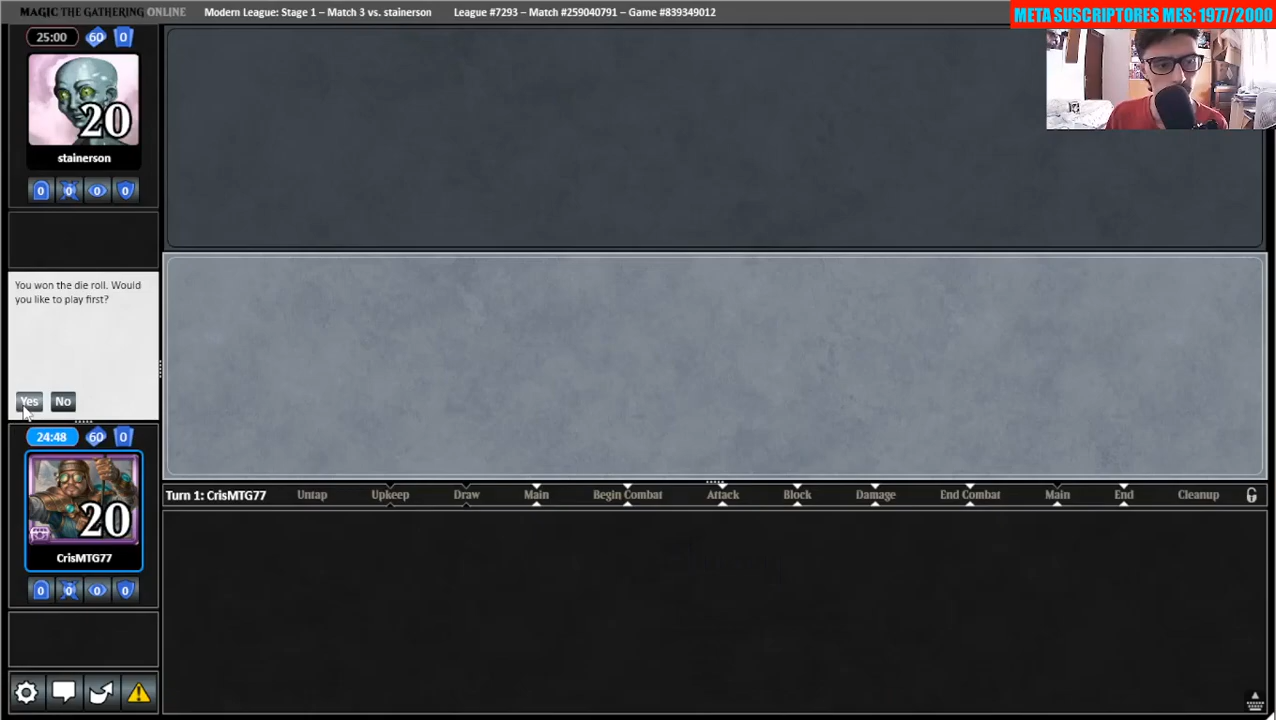 MAGIC THE GATHERING ONLINE
Modern League: Stage 1 – Match 3 vs. stainerson
League #7293 – Match #259040791 – Game #839349012
META SUSCRIPTORES MES: 1977/2000
25:00 60 0
20
stainerson
0 0 0 0
You won the die roll. Would
you like to play first?
Yes No
24:48 60 0
20
CrisMTG77
0 0 0 0
Turn 1: CrisMTG77 Untap Upkeep Draw Main Begin Combat Attack Block Damage End Combat Main End Cleanup